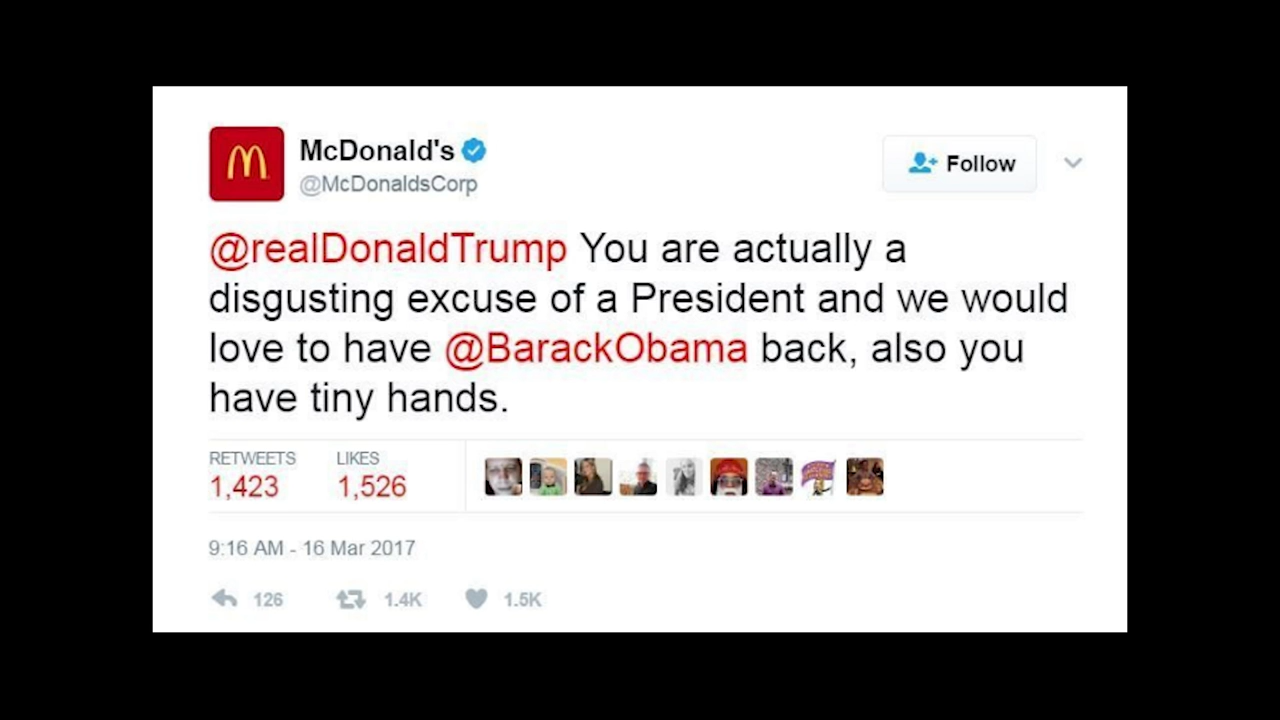 McDonald's
@McDonaldsCorp
Follow
@realDonaldTrump You are actually a
disgusting excuse of a President and we would
love to have @BarackObama back, also you
have tiny hands.
RETWEETS LIKES
1,423 1,526
9:16 AM - 16 Mar 2017
126 1.4K 1.5K